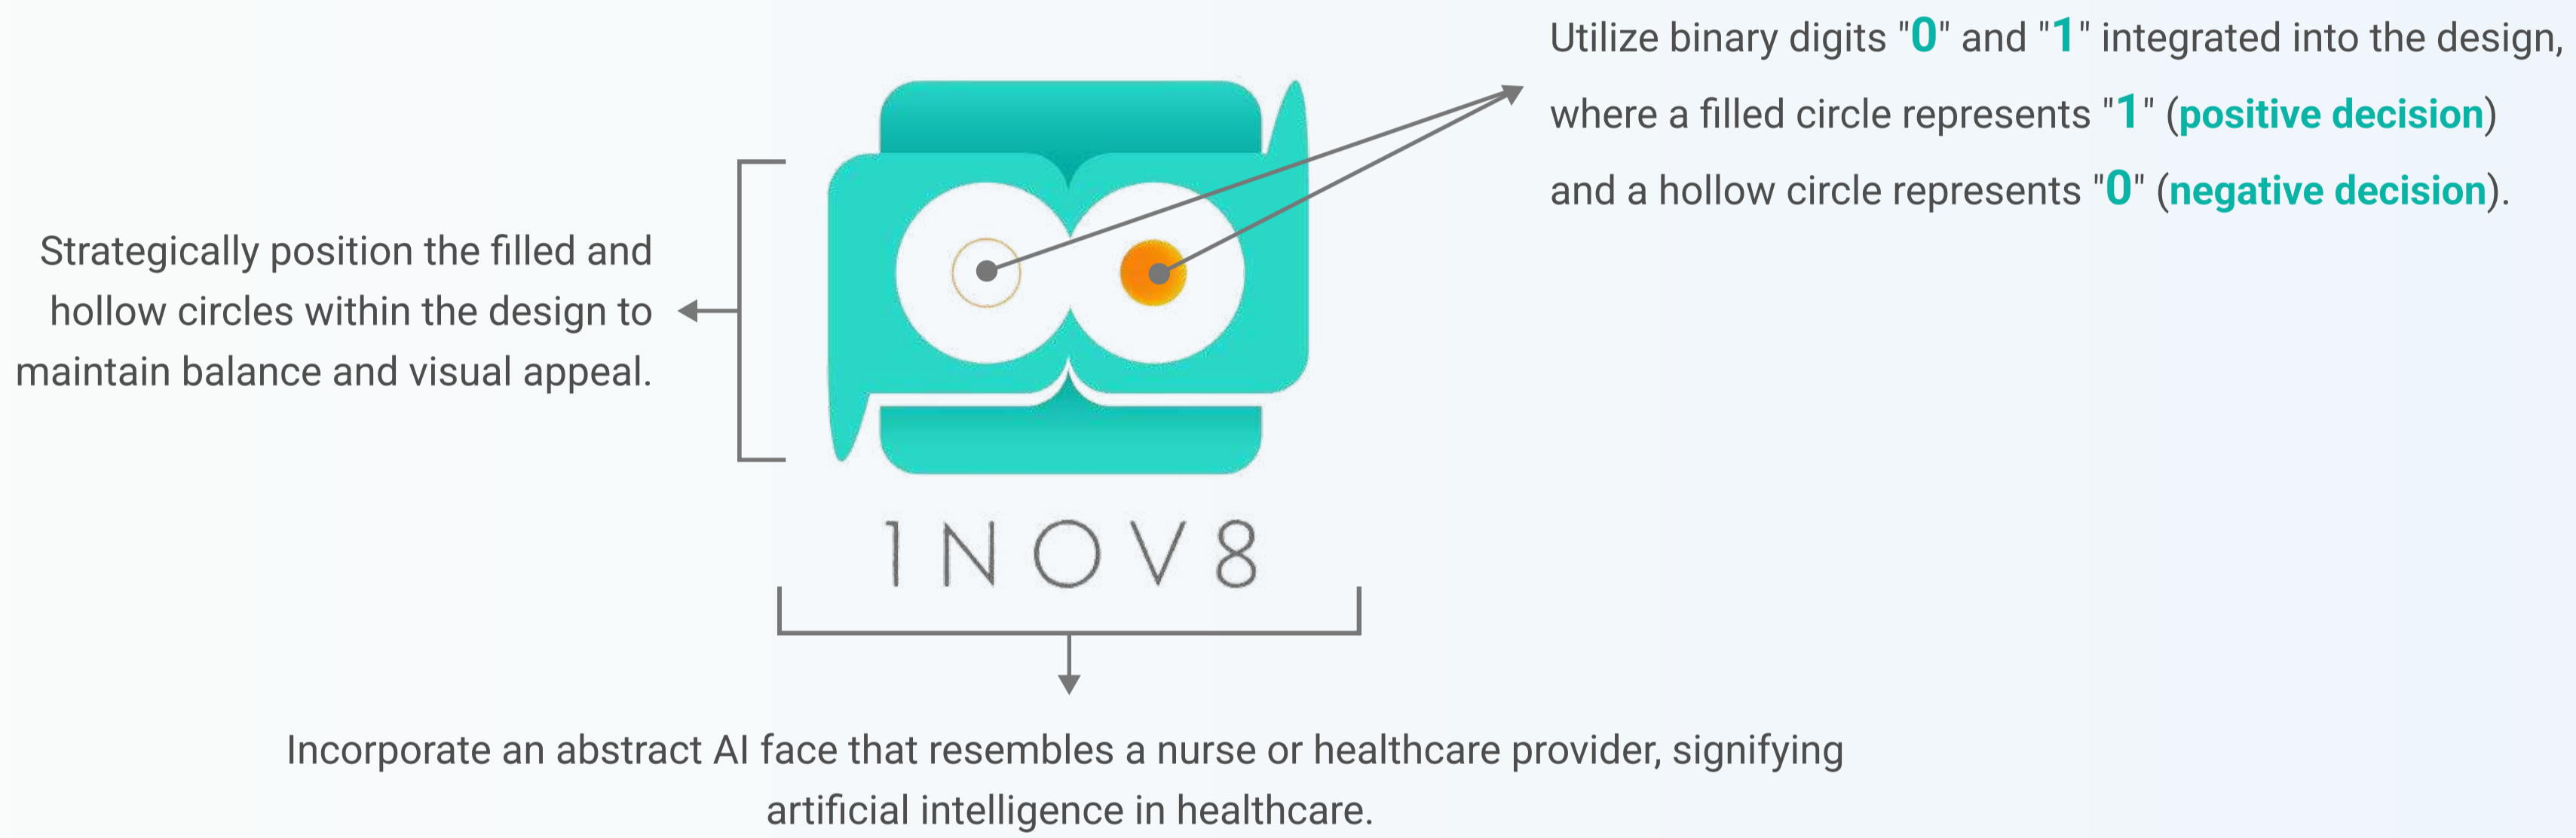 Utilize binary digits "0" and "1" integrated into the design,
where a filled circle represents "1" (positive decision)
and a hollow circle represents "0" (negative decision).
Strategically position the filled and
hollow circles within the design to
maintain balance and visual appeal.
1NOV8
Incorporate an abstract AI face that resembles a nurse or healthcare provider, signifying
artificial intelligence in healthcare.